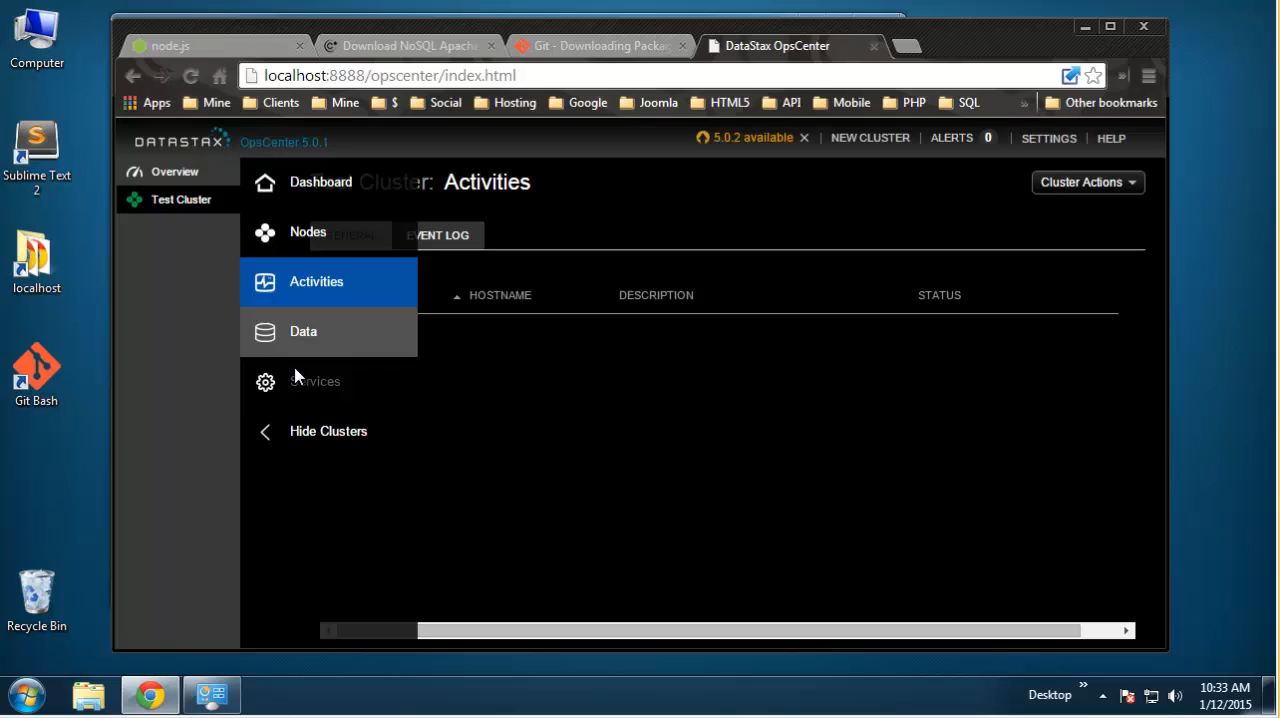 Computer
Sublime Text
2
localhost
Git Bash
Recycle Bin
node.js
Download NoSQL Apache
Git - Downloading Packag
DataStax OpsCenter
localhost:8888/opscenter/index.html
Apps
Mine
Clients
Mine
$
Social
Hosting
Google
Joomla
HTML5
API
Mobile
PHP
SQL
»
Other bookmarks
DATASTAX
OpsCenter 5.0.1
5.0.2 available
NEW CLUSTER
ALERTS 0
SETTINGS
HELP
Overview
Test Cluster
Dashboard
Cluster: Activities
Cluster Actions
Nodes
EVENT LOG
Activities
HOSTNAME
DESCRIPTION
STATUS
Data
Services
Hide Clusters
Desktop
»
10:33 AM
1/12/2015